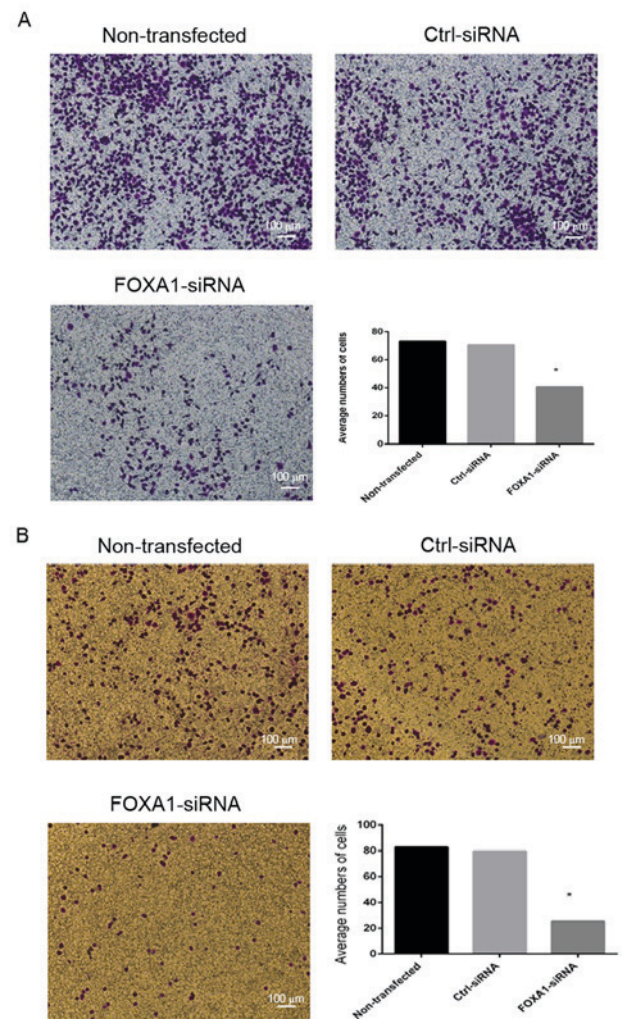 A
Non-transfected
Ctrl-siRNA
100 μm
100 μm
FOXA1-siRNA
100 μm
Average numbers of cells
80
60
40
20
0
*
Non-transfected
Ctrl-siRNA
FOXA1-siRNA
B
Non-transfected
Ctrl-siRNA
100 μm
100 μm
FOXA1-siRNA
100 μm
Average numbers of cells
100
80
60
40
20
0
*
Non-transfected
Ctrl-siRNA
FOXA1-siRNA